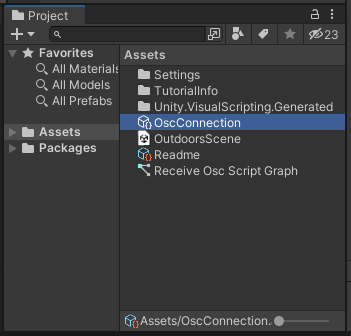 Project
23
Favorites
All Materials
All Models
All Prefabs
Assets
Packages
Assets
Settings
TutorialInfo
Unity.VisualScripting.Generated
OscConnection
OutdoorsScene
Readme
Receive Osc Script Graph
Assets/OscConnection.